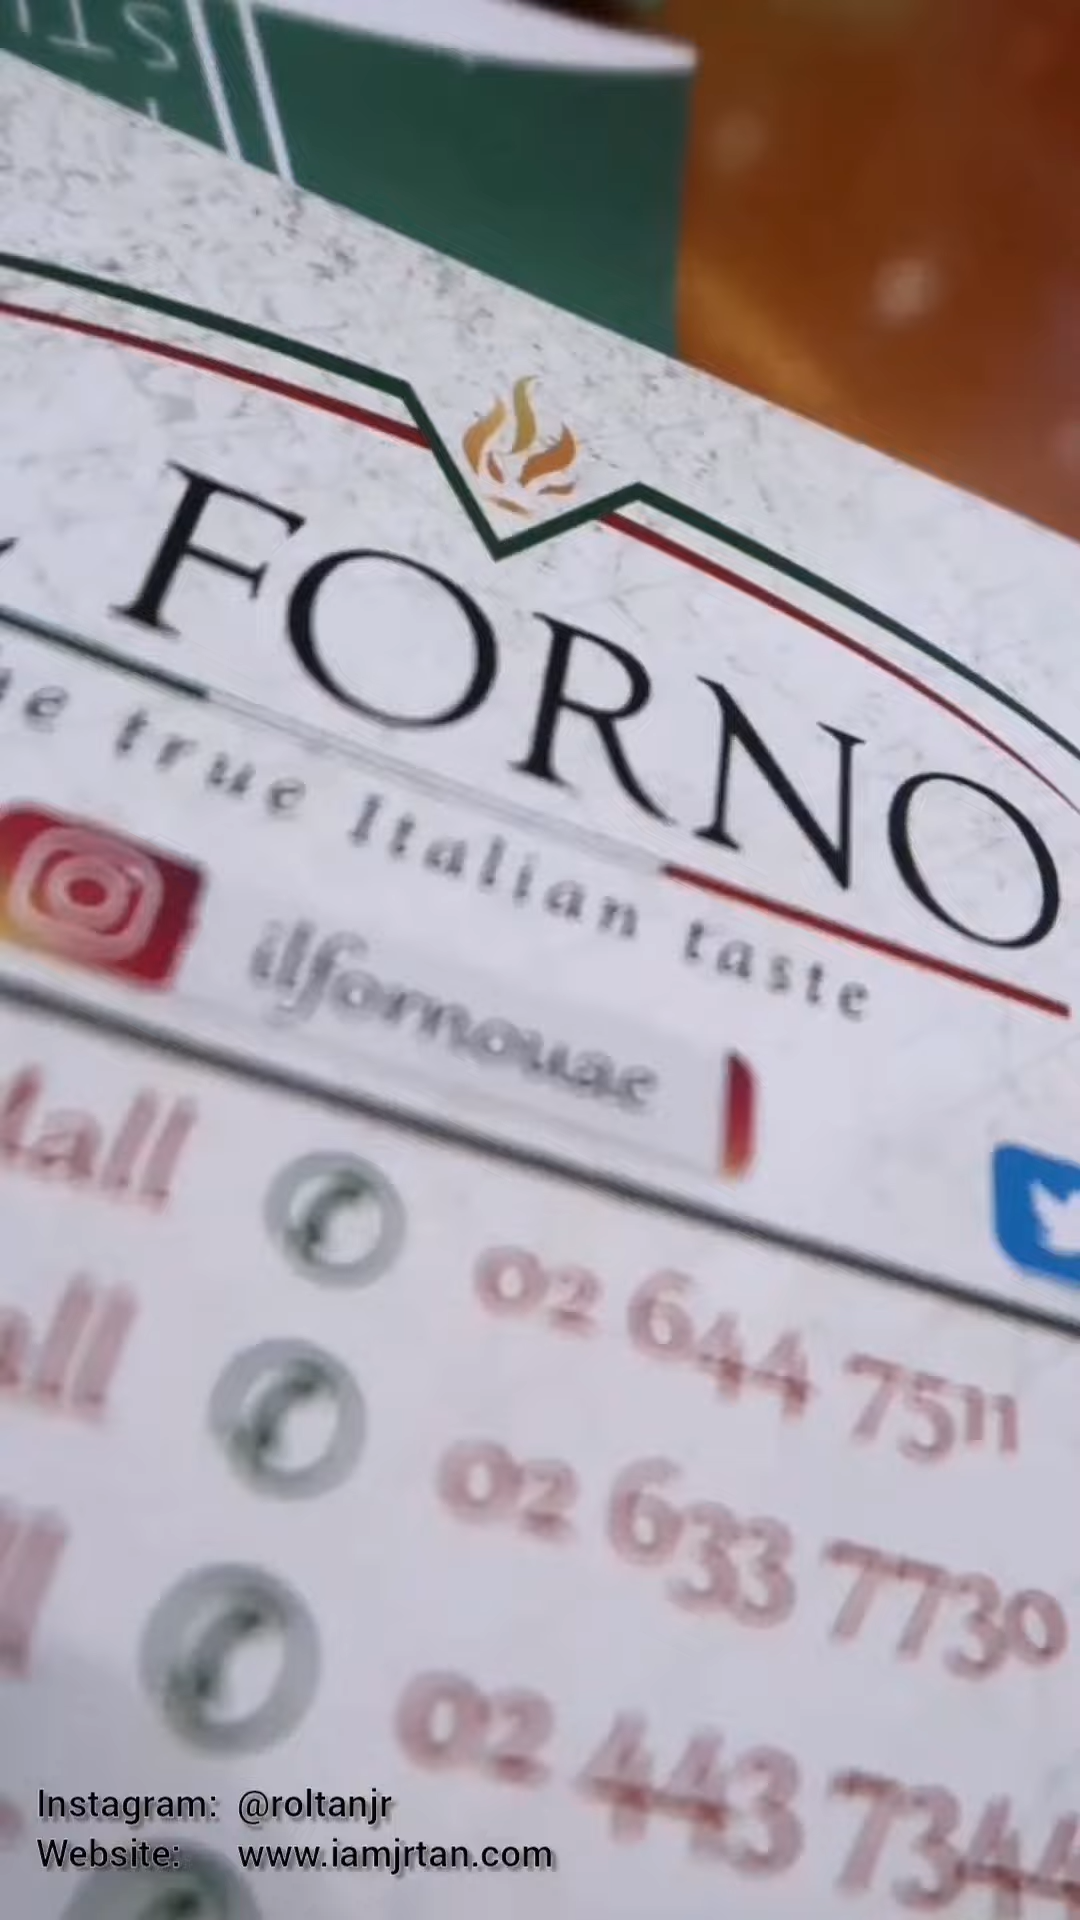 FORNO
true Italian taste
ilfornouae
02 644 7511
02 633 7730
02 443 7344
Instagram: @roltanjr
Website: www.iamjrtan.com